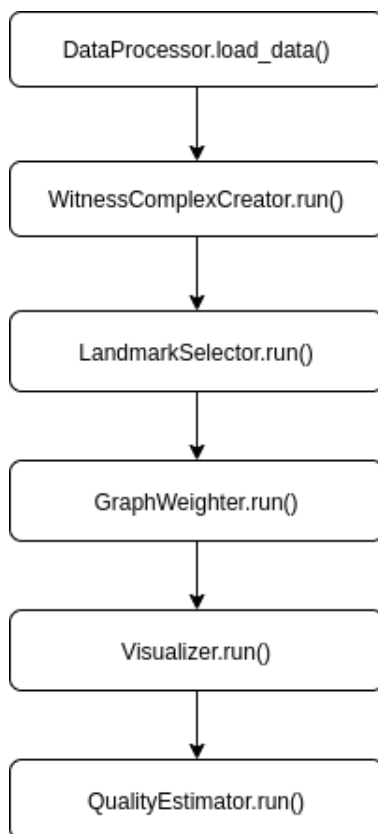 DataProcessor.load_data()
WitnessComplexCreator.run()
LandmarkSelector.run()
GraphWeighter.run()
Visualizer.run()
QualityEstimator.run()